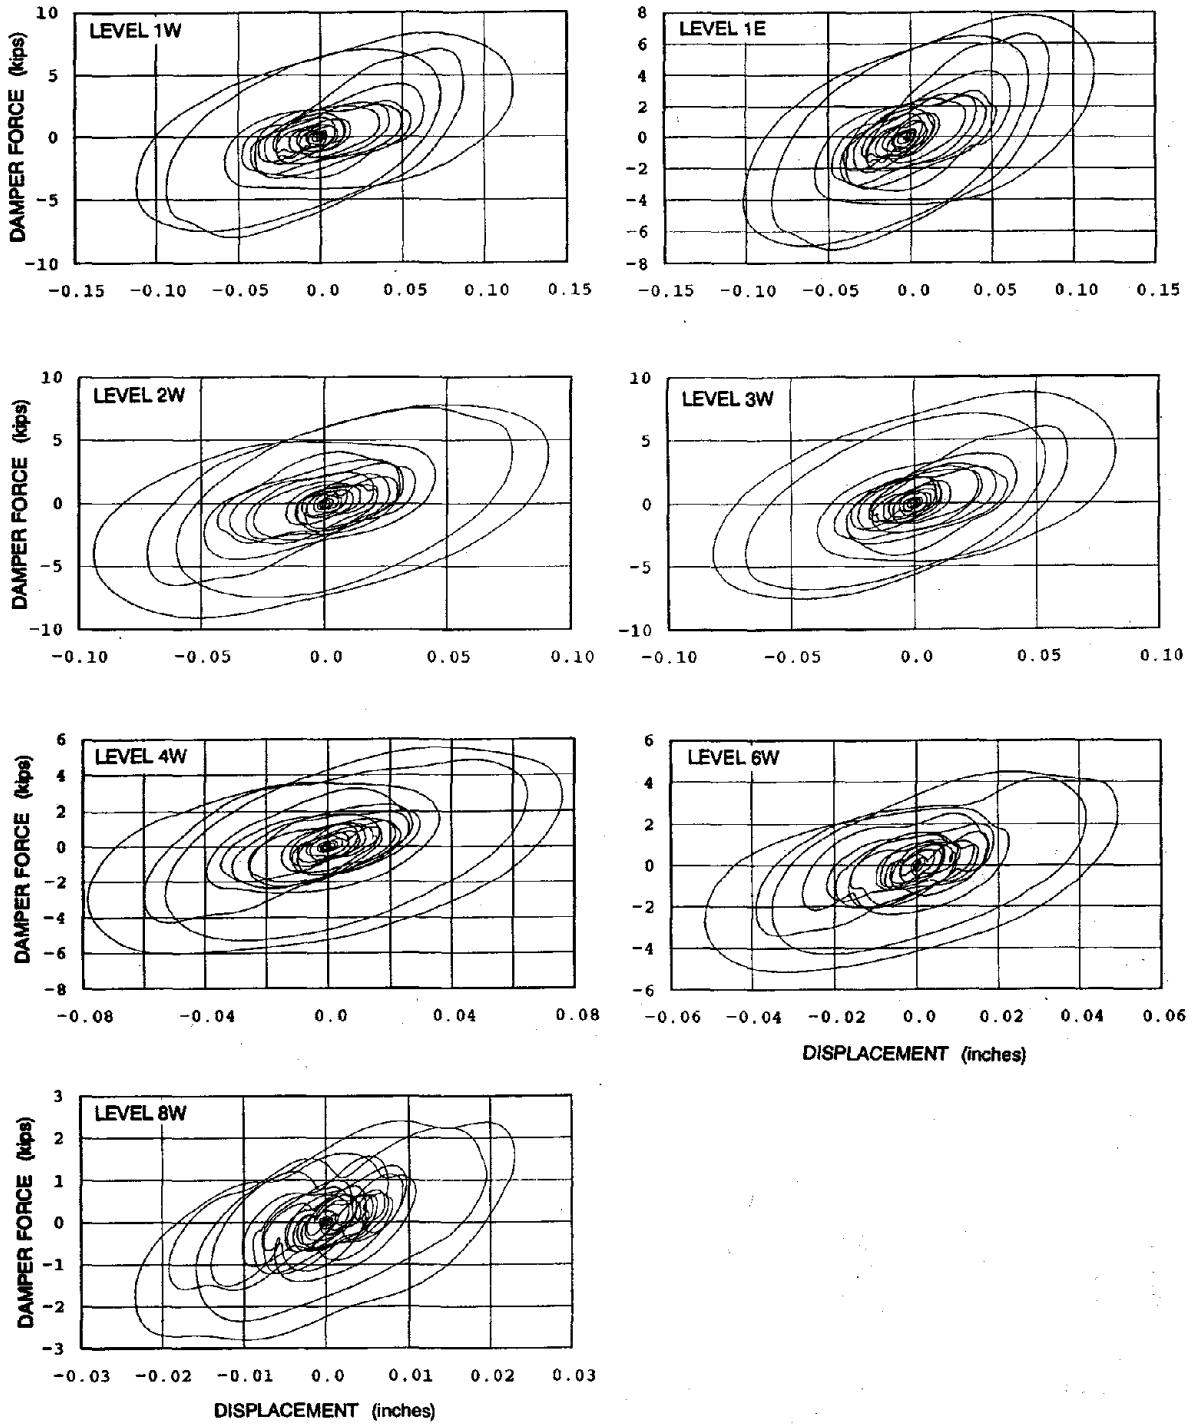 LEVEL 1W
DAMPER FORCE (kips)
10
5
0
-5
-10
-0.15 -0.10 -0.05 0.0 0.05 0.10 0.15
LEVEL 1E
8
6
4
2
0
-2
-4
-6
-8
-0.15 -0.10 -0.05 0.0 0.05 0.10 0.15
LEVEL 2W
DAMPER FORCE (kips)
10
5
0
-5
-10
-0.10 -0.05 0.0 0.05 0.10
LEVEL 3W
10
5
0
-5
-10
-0.10 -0.05 0.0 0.05 0.10
LEVEL 4W
DAMPER FORCE (kips)
6
4
2
0
-2
-4
-6
-8
-0.08 -0.04 0.0 0.04 0.08
LEVEL 6W
6
4
2
0
-2
-4
-6
-0.06 -0.04 -0.02 0.0 0.02 0.04 0.06
DISPLACEMENT (inches)
LEVEL 8W
DAMPER FORCE (kips)
3
2
1
0
-1
-2
-3
-0.03 -0.02 -0.01 0.0 0.01 0.02 0.03
DISPLACEMENT (inches)